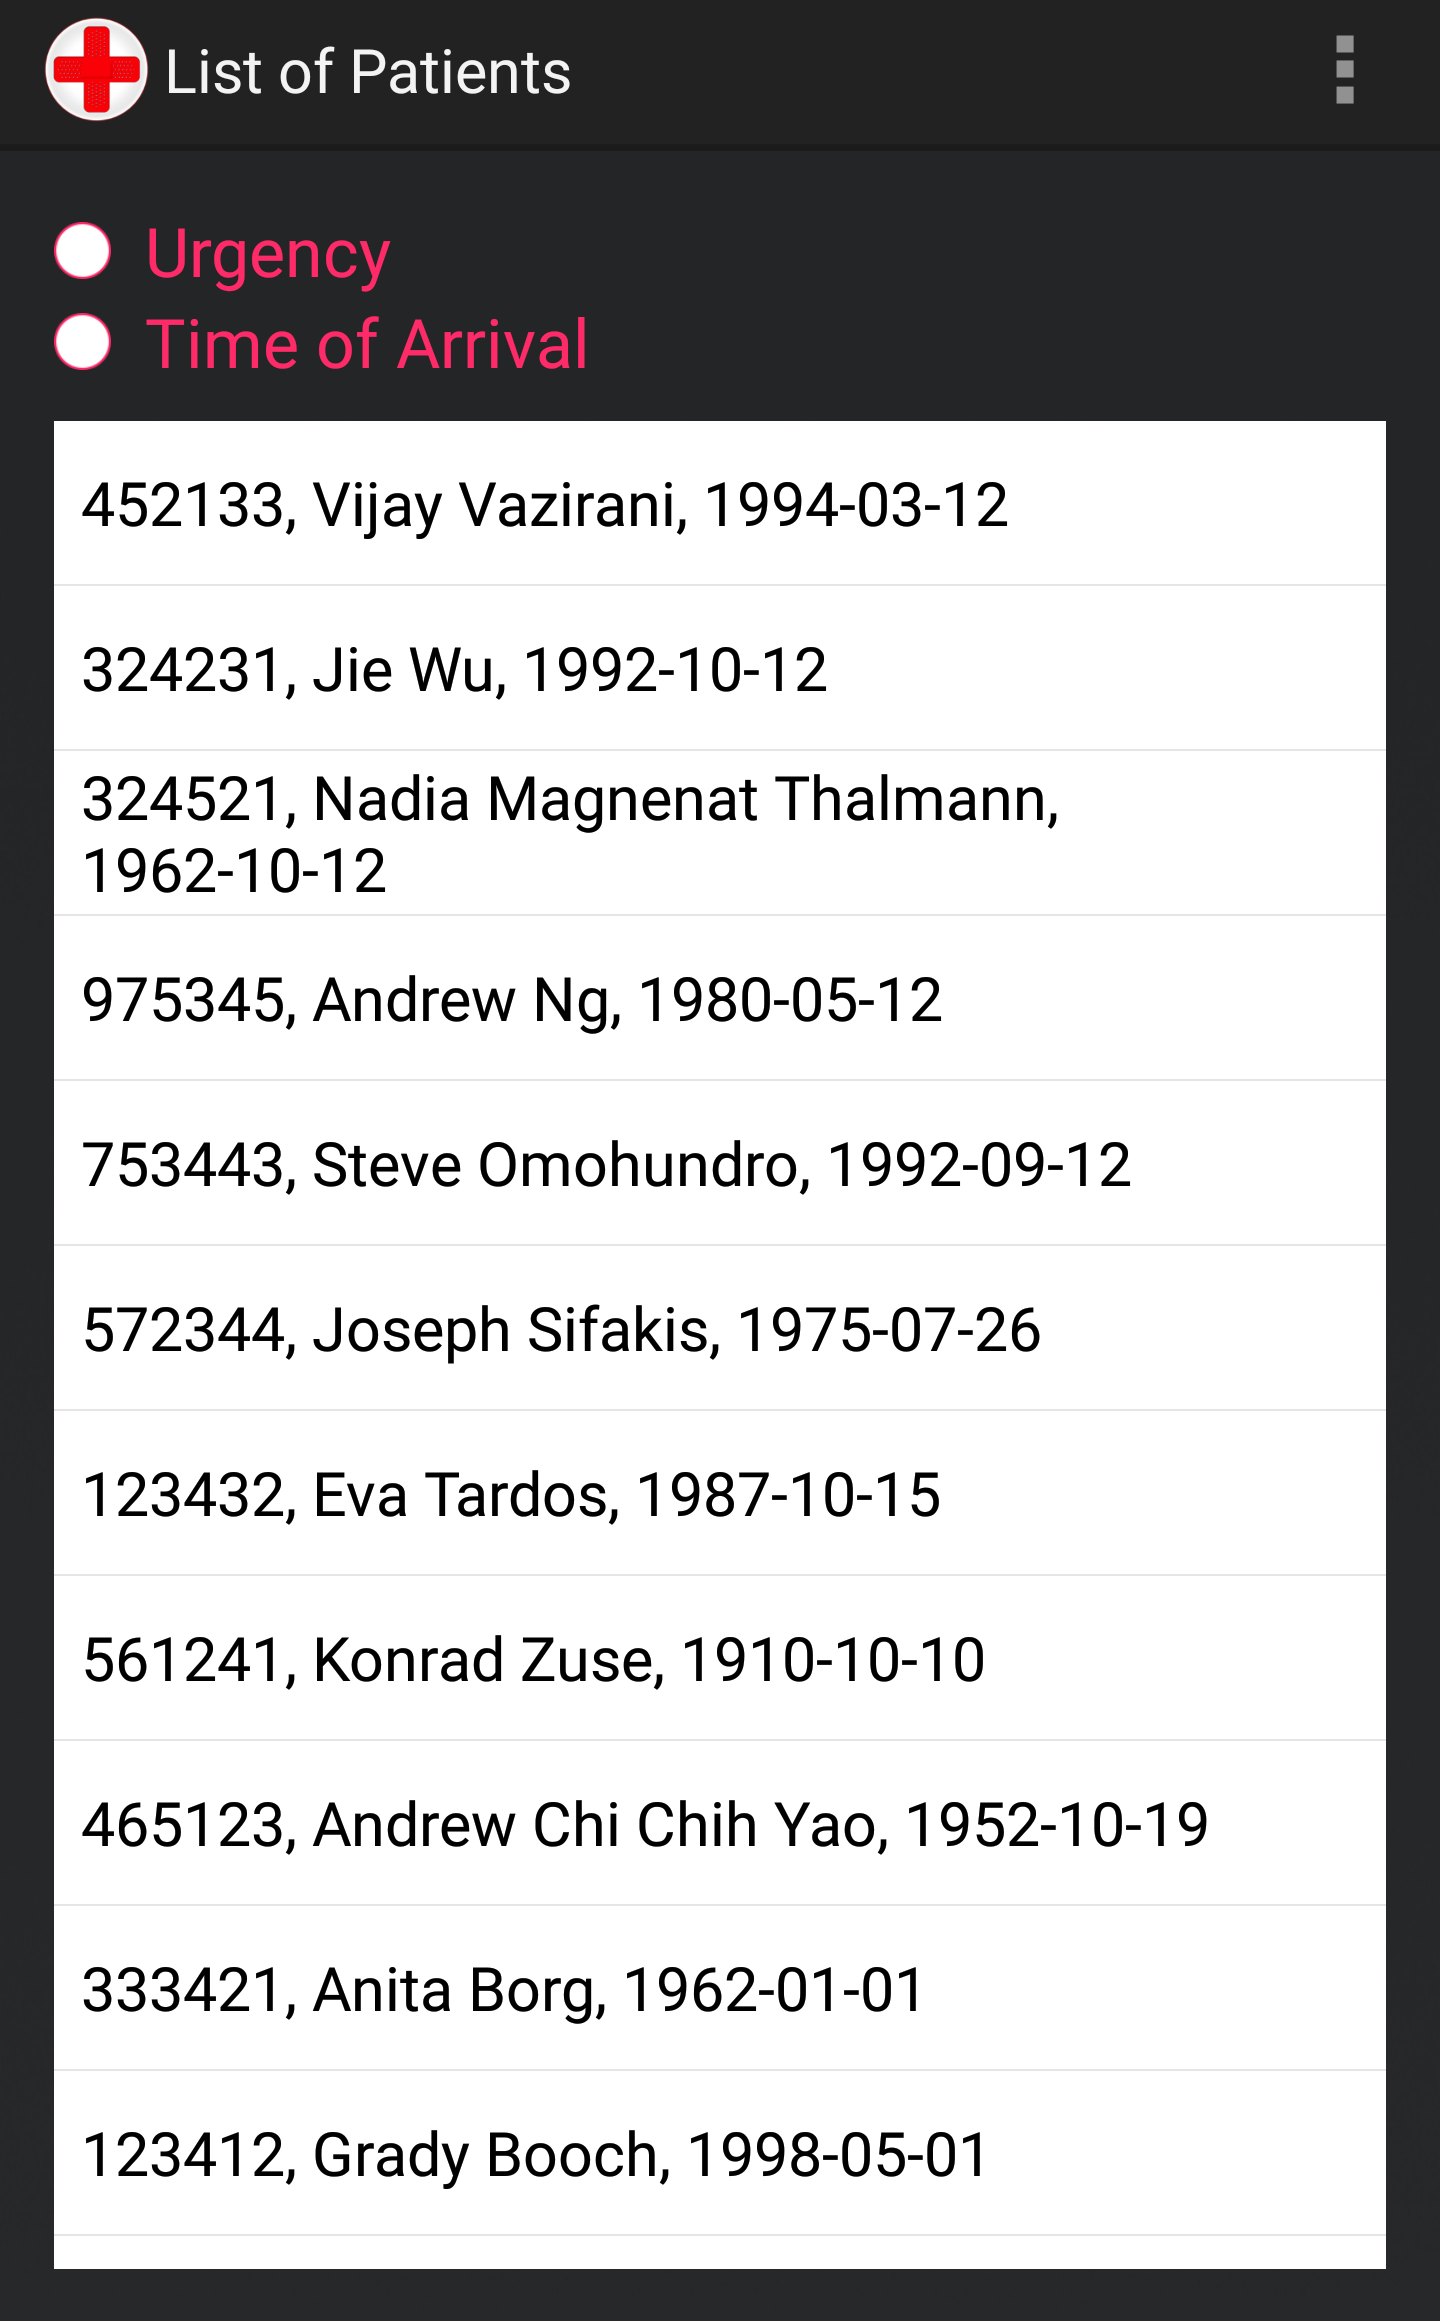 List of Patients
Urgency
Time of Arrival
452133, Vijay Vazirani, 1994-03-12
324231, Jie Wu, 1992-10-12
324521, Nadia Magnenat Thalmann,
1962-10-12
975345, Andrew Ng, 1980-05-12
753443, Steve Omohundro, 1992-09-12
572344, Joseph Sifakis, 1975-07-26
123432, Eva Tardos, 1987-10-15
561241, Konrad Zuse, 1910-10-10
465123, Andrew Chi Chih Yao, 1952-10-19
333421, Anita Borg, 1962-01-01
123412, Grady Booch, 1998-05-01